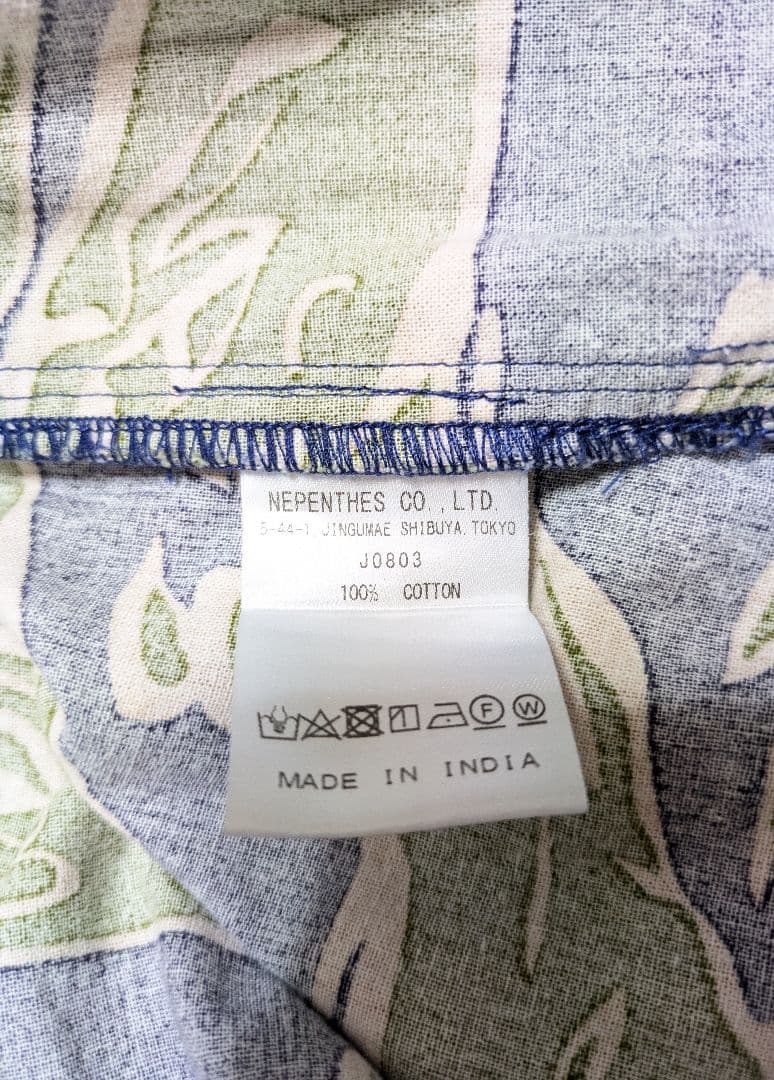 NEPENTHES CO.,LTD.
5-44-1, JINGUMAE SHIBUYA, TOKYO
J0803
100% COTTON
F W
MADE IN INDIA